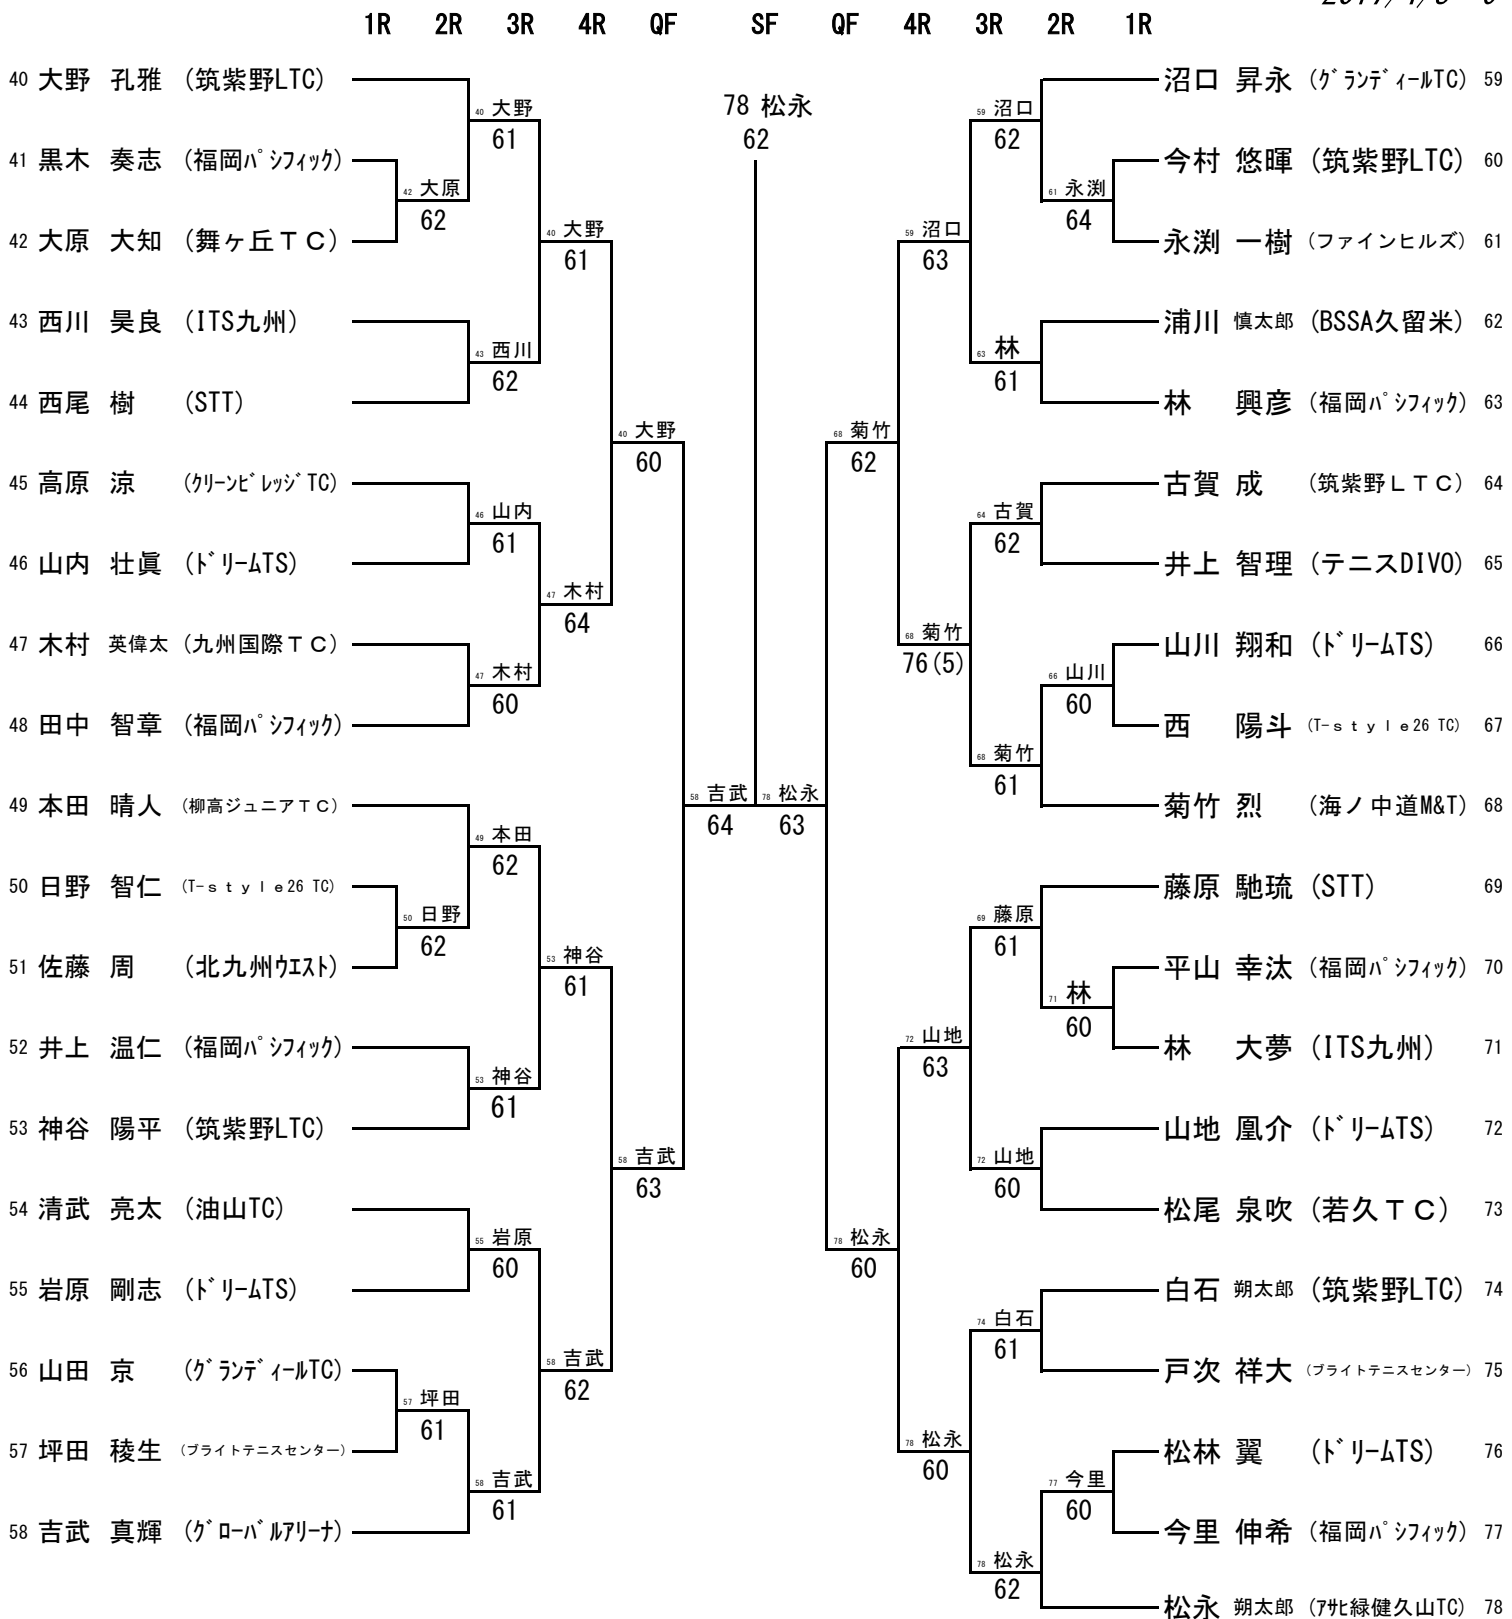 1R 2R 3R 4R QF SF QF 4R 3R 2R 1R
40 大野 孔雅 (筑紫野LTC)
41 黒木 奏志 (福岡ﾊﾟｼﾌｨｯｸ)
42 大原 大知 (舞ヶ丘ＴＣ)
43 西川 昊良 (ITS九州)
44 西尾 樹 (STT)
45 高原 涼 (ｸﾘｰﾝﾋﾞﾚｯｼﾞTC)
46 山内 壮眞 (ﾄﾞﾘｰﾑTS)
47 木村 英偉太 (九州国際ＴＣ)
48 田中 智章 (福岡ﾊﾟｼﾌｨｯｸ)
49 本田 晴人 (柳高ジュニアＴＣ)
50 日野 智仁 (T-ｓｔｙｌｅ26 TC)
51 佐藤 周 (北九州ｳｴｽﾄ)
52 井上 温仁 (福岡ﾊﾟｼﾌｨｯｸ)
53 神谷 陽平 (筑紫野LTC)
54 清武 亮太 (油山TC)
55 岩原 剛志 (ﾄﾞﾘｰﾑTS)
56 山田 京 (ｸﾞﾗﾝﾃﾞｨｰﾙTC)
57 坪田 稜生 (ブライトテニスセンター)
58 吉武 真輝 (ｸﾞﾛｰﾊﾞﾙｱﾘｰﾅ)
42 大原
62
50 日野
62
57 坪田
61
40 大野
61
43 西川
62
46 山内
61
47 木村
60
49 本田
62
53 神谷
61
55 岩原
60
58 吉武
61
40 大野
61
47 木村
64
53 神谷
61
58 吉武
62
40 大野
60
58 吉武
63
58 吉武
64
78 松永
62
78 松永
63
68 菊竹
62
78 松永
60
59 沼口
63
68 菊竹
76(5)
72 山地
63
78 松永
60
59 沼口
62
63 林
61
64 古賀
62
68 菊竹
61
69 藤原
61
72 山地
60
74 白石
61
78 松永
62
61 永渕
64
66 山川
60
71 林
60
77 今里
60
沼口 昇永 (ｸﾞﾗﾝﾃﾞｨｰﾙTC) 59
今村 悠暉 (筑紫野LTC) 60
永渕 一樹 (ファインヒルズ) 61
浦川 慎太郎 (BSSA久留米) 62
林 興彦 (福岡ﾊﾟｼﾌｨｯｸ) 63
古賀 成 (筑紫野ＬＴＣ) 64
井上 智理 (テニスDIVO) 65
山川 翔和 (ﾄﾞﾘｰﾑTS) 66
西 陽斗 (T-ｓｔｙｌｅ26 TC) 67
菊竹 烈 (海ノ中道M&T) 68
藤原 馳琉 (STT) 69
平山 幸汰 (福岡ﾊﾟｼﾌｨｯｸ) 70
林 大夢 (ITS九州) 71
山地 凰介 (ﾄﾞﾘｰﾑTS) 72
松尾 泉吹 (若久ＴＣ) 73
白石 朔太郎 (筑紫野LTC) 74
戸次 祥大 (ブライトテニスセンター) 75
松林 翼 (ﾄﾞﾘｰﾑTS) 76
今里 伸希 (福岡ﾊﾟｼﾌｨｯｸ) 77
松永 朔太郎 (ｱｻﾋ緑健久山TC) 78